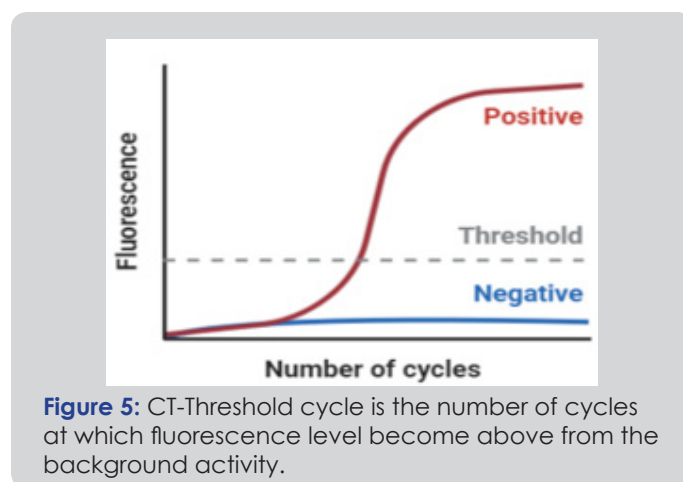 Fluorescence
Positive
Threshold
Negative
Number of cycles
Figure 5: CT-Threshold cycle is the number of cycles
at which fluorescence level become above from the
background activity.